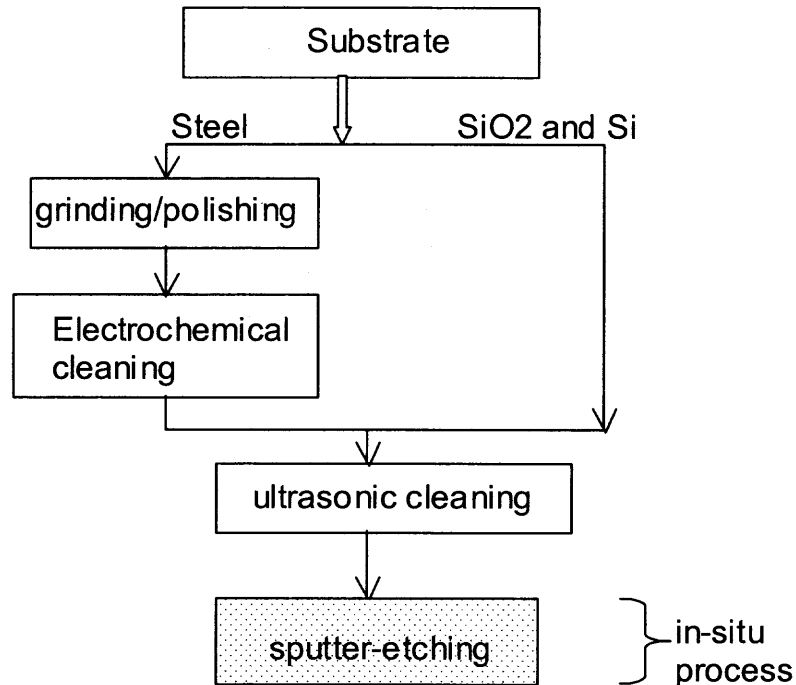 Substrate
Steel
SiO2 and Si
grinding/polishing
Electrochemical
cleaning
ultrasonic cleaning
sputter-etching
in-situ
process